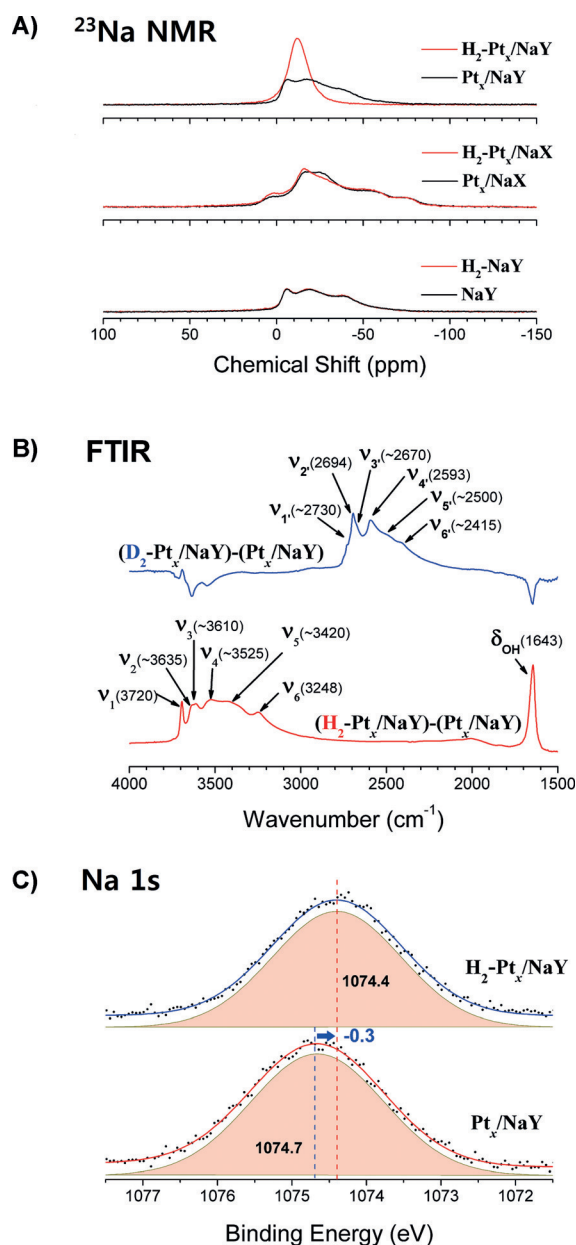 A) ²³Na NMR
H₂-Ptₓ/NaY
Ptₓ/NaY
H₂-Ptₓ/NaX
Ptₓ/NaX
H₂-NaY
NaY
100 50 0 -50 -100 -150
Chemical Shift (ppm)
B) FTIR
ν₂'(2694)
ν₃'(~2670)
ν₄'(2593)
ν₁'(~2730)
ν₅'(~2500)
ν₆'(~2415)
(D₂-Ptₓ/NaY)-(Ptₓ/NaY)
ν₃(~3610)
ν₂(~3635)
ν₄(~3525)
ν₅(~3420)
δOH(1643)
ν₁(3720)
ν₆(3248)
(H₂-Ptₓ/NaY)-(Ptₓ/NaY)
4000 3500 3000 2500 2000 1500
Wavenumber (cm⁻¹)
C) Na 1s
H₂-Ptₓ/NaY
1074.4
-0.3
Ptₓ/NaY
1074.7
1077 1076 1075 1074 1073 1072
Binding Energy (eV)